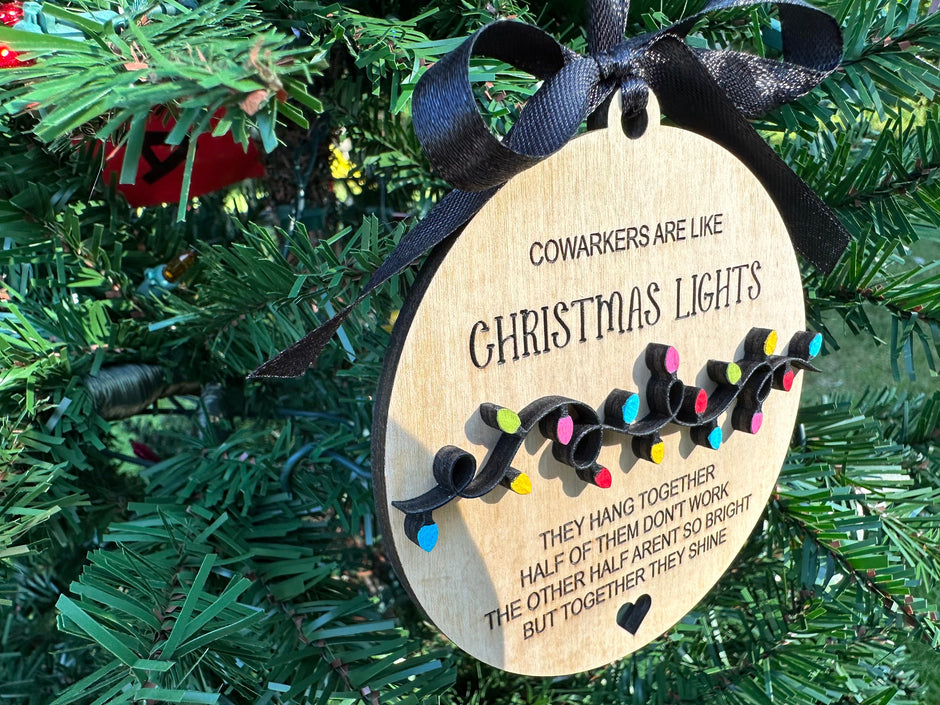 COWARKERS ARE LIKE
CHRISTMAS LIGHTS
THEY HANG TOGETHER
HALF OF THEM DON'T WORK
THE OTHER HALF ARENT SO BRIGHT
BUT TOGETHER THEY SHINE